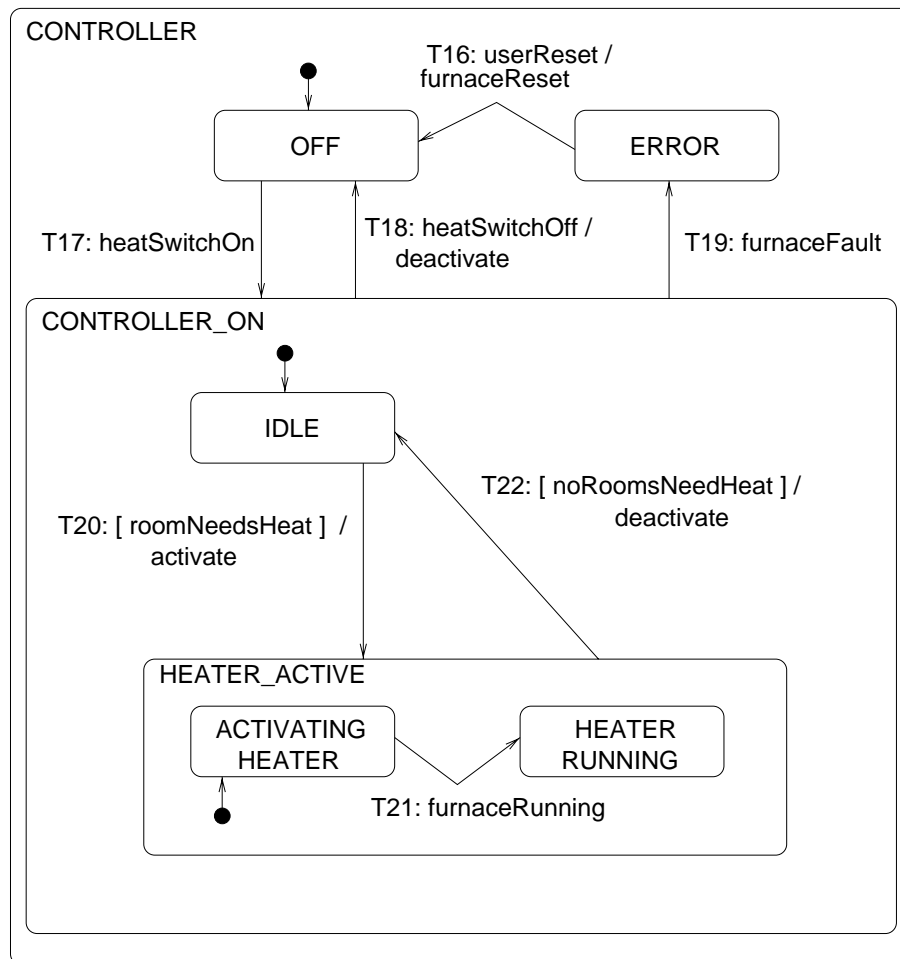 CONTROLLER
T16: userReset /
furnaceReset
OFF
ERROR
T17: heatSwitchOn
T18: heatSwitchOff /
deactivate
T19: furnaceFault
CONTROLLER_ON
IDLE
T22: [ noRoomsNeedHeat ] /
deactivate
T20: [ roomNeedsHeat ] /
activate
HEATER_ACTIVE
ACTIVATING
HEATER
HEATER
RUNNING
T21: furnaceRunning